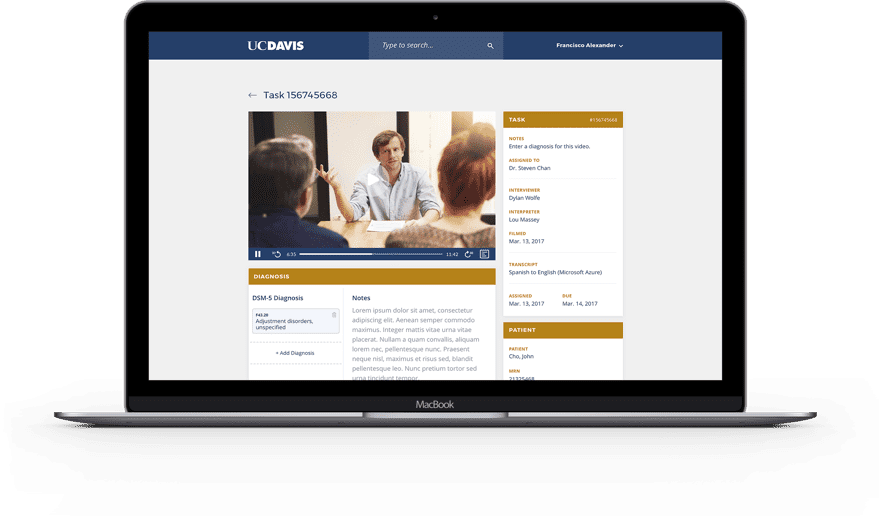 UCDAVIS
Type to search...
Francisco Alexander
Task 156745668
6:35
11:42
DIAGNOSIS
DSM-5 Diagnosis
F43.20
Adjustment disorders,
unspecified
+ Add Diagnosis
Notes
Lorem ipsum dolor sit amet, consectetur
adipiscing elit. Aenean semper commodo
maximus. Integer mattis vitae urna vitae
placerat. Nullam a quam convallis, aliquam
lorem nec, pellentesque nunc. Praesent
neque nisl, maximus et risus sed, blandit
pellentesque leo. Nunc pretium tortor sed
urna tincidunt tempor.
TASK
#156745668
NOTES
Enter a diagnosis for this video.
ASSIGNED TO
Dr. Steven Chan
INTERVIEWER
Dylan Wolfe
INTERPRETER
Lou Massey
FILMED
Mar. 13, 2017
TRANSCRIPT
Spanish to English (Microsoft Azure)
ASSIGNED
DUE
Mar. 13, 2017
Mar. 14, 2017
PATIENT
PATIENT
Cho, John
MRN
21325468
MacBook